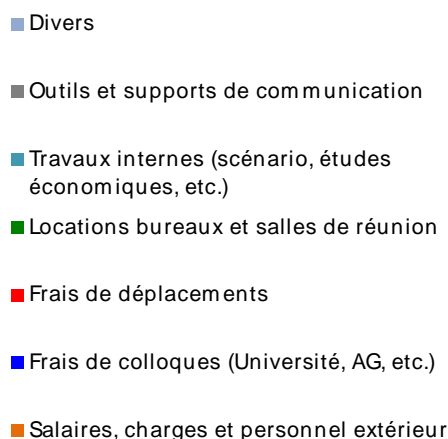 Divers
Outils et supports de communication
Travaux internes (scénario, études
économiques, etc.)
Locations bureaux et salles de réunion
Frais de déplacements
Frais de colloques (Université, AG, etc.)
Salaires, charges et personnel extérieur